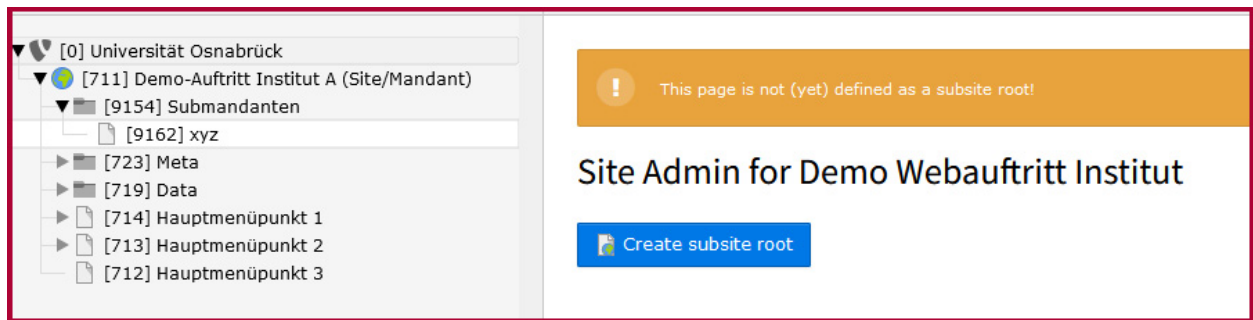 [0] Universität Osnabrück
[711] Demo-Auftritt Institut A (Site/Mandant)
[9154] Submandanten
[9162] xyz
[723] Meta
[719] Data
[714] Hauptmenüpunkt 1
[713] Hauptmenüpunkt 2
[712] Hauptmenüpunkt 3
This page is not (yet) defined as a subsite root!
Site Admin for Demo Webauftritt Institut
Create subsite root